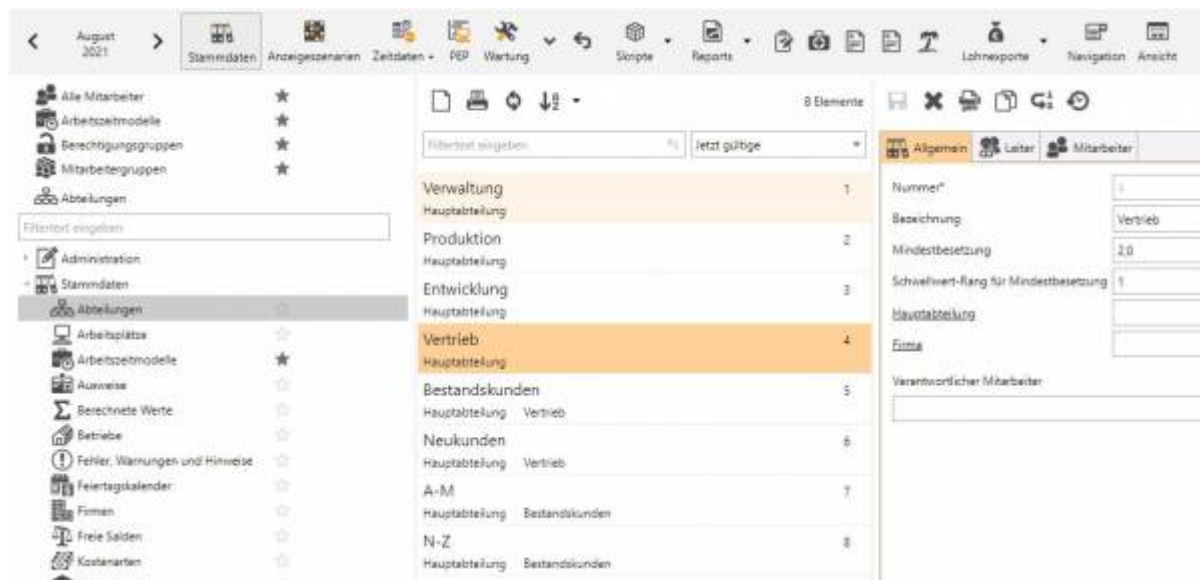 August
2021
Stammdaten
Anzeigeszenarien
Zeitdaten
PEP
Wartung
Skripte
Reports
Lohnexporte
Navigation
Ansicht
Alle Mitarbeiter
Arbeitszeitmodelle
Berechtigungsgruppen
Mitarbeitergruppen
Abteilungen
Filtertext eingeben
Administration
Stammdaten
Abteilungen
Arbeitsplätze
Arbeitszeitmodelle
Ausweise
Berechnete Werte
Betriebe
Fehler, Warnungen und Hinweise
Feiertagskalender
Firmen
Freie Salden
Kostenarten
8 Elemente
Filtertext eingeben
Jetzt gültige
Verwaltung 1
Hauptabteilung
Produktion 2
Hauptabteilung
Entwicklung 3
Hauptabteilung
Vertrieb 4
Hauptabteilung
Bestandskunden 5
Hauptabteilung Vertrieb
Neukunden 6
Hauptabteilung Vertrieb
A-M 7
Hauptabteilung Bestandskunden
N-Z 8
Hauptabteilung Bestandskunden
Allgemein
Leiter
Mitarbeiter
Nummer* 4
Bezeichnung Vertrieb
Mindestbesetzung 2,0
Schwellwert-Rang für Mindestbesetzung 1
Hauptabteilung
Firma
Verantwortlicher Mitarbeiter